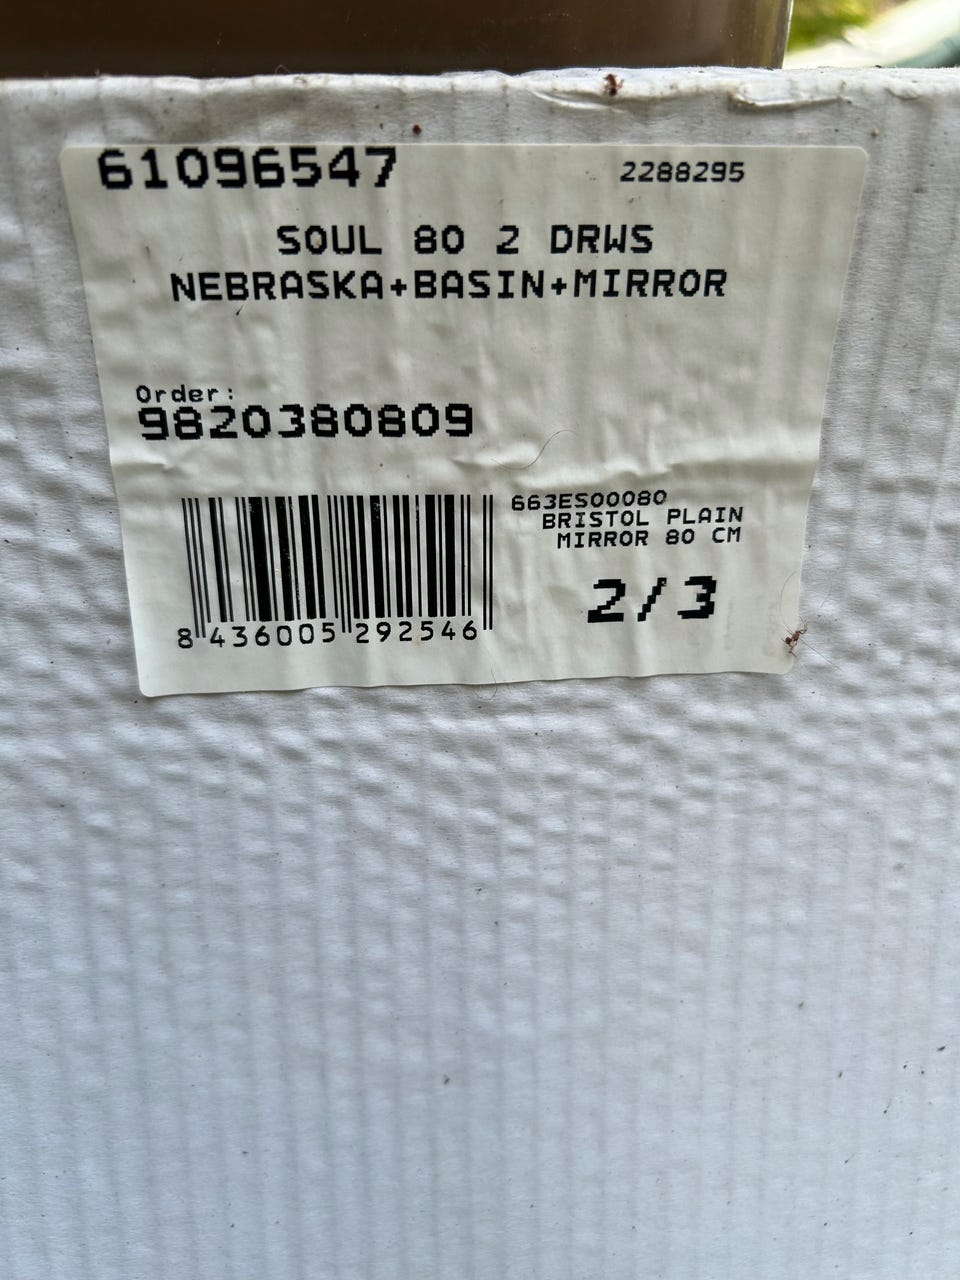 61096547 2288295
SOUL 80 2 DRWS
NEBRASKA+BASIN+MIRROR
Order:
9820380809
663ES00080
BRISTOL PLAIN
MIRROR 80 CM
2/3
8 436005 292546